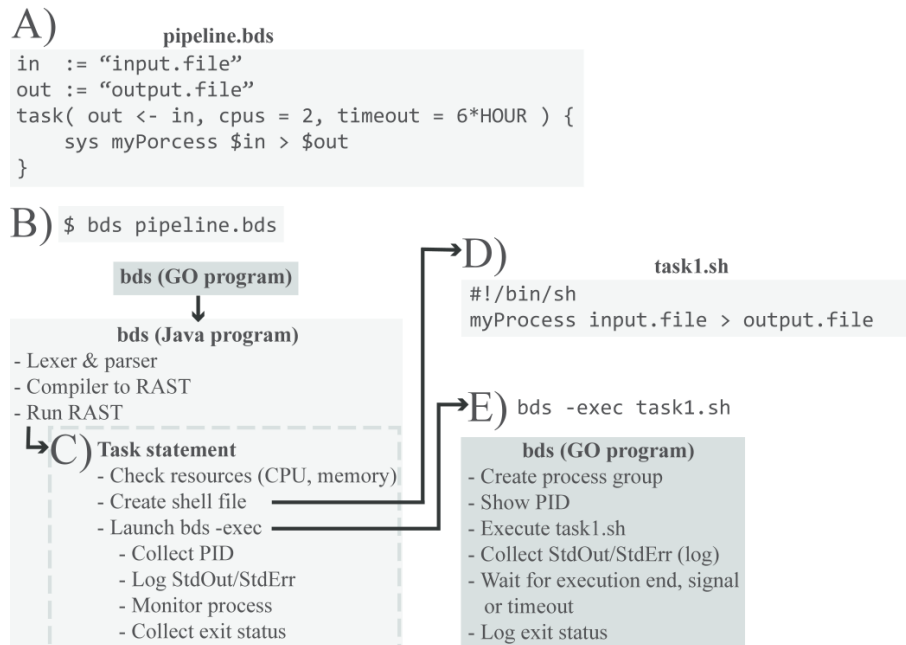 A)
pipeline.bds
in  := “input.file”
out := “output.file”
task( out <- in, cpus = 2, timeout = 6*HOUR ) {
    sys myPorcess $in > $out
}
B) $ bds pipeline.bds
bds (GO program)
bds (Java program)
- Lexer & parser
- Compiler to RAST
- Run RAST
C) Task statement
- Check resources (CPU, memory)
- Create shell file
- Launch bds -exec
- Collect PID
- Log StdOut/StdErr
- Monitor process
- Collect exit status
D)
task1.sh
#!/bin/sh
myProcess input.file > output.file
E) bds -exec task1.sh
bds (GO program)
- Create process group
- Show PID
- Execute task1.sh
- Collect StdOut/StdErr (log)
- Wait for execution end, signal
or timeout
- Log exit status